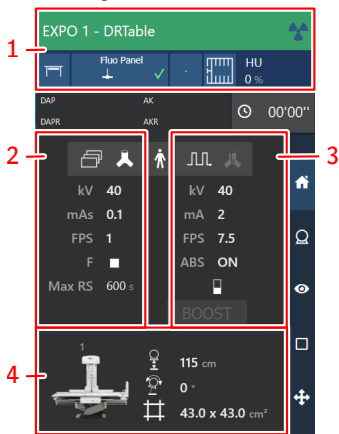 EXPO 1 - DRTable
Fluo Panel
HU
0 %
1
DAP AK
DAPR AKR
00'00''
2
3
kV 40
mAs 0.1
FPS 1
F
Max RS 600 s
kV 40
mA 2
FPS 7.5
ABS ON
BOOST
4
1
115 cm
0 °
43.0 x 43.0 cm²